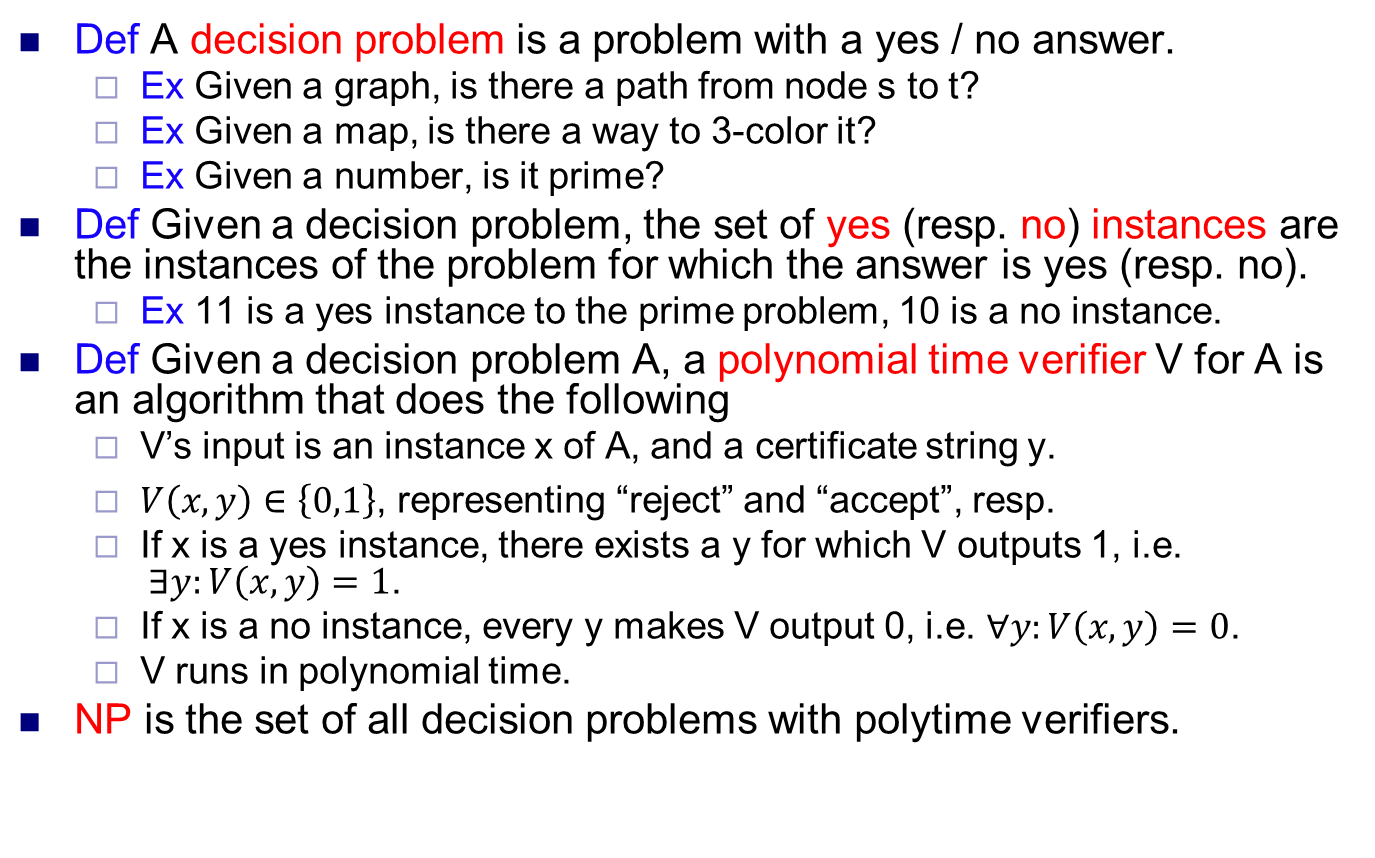 ■ Def A decision problem is a problem with a yes / no answer.
□ Ex Given a graph, is there a path from node s to t?
□ Ex Given a map, is there a way to 3-color it?
□ Ex Given a number, is it prime?
■ Def Given a decision problem, the set of yes (resp. no) instances are
the instances of the problem for which the answer is yes (resp. no).
□ Ex 11 is a yes instance to the prime problem, 10 is a no instance.
■ Def Given a decision problem A, a polynomial time verifier V for A is
an algorithm that does the following
□ V’s input is an instance x of A, and a certificate string y.
□ 𝑉(𝑥, 𝑦) ∈ {0,1}, representing “reject” and “accept”, resp.
□ If x is a yes instance, there exists a y for which V outputs 1, i.e.
∃𝑦: 𝑉(𝑥, 𝑦) = 1.
□ If x is a no instance, every y makes V output 0, i.e. ∀𝑦: 𝑉(𝑥, 𝑦) = 0.
□ V runs in polynomial time.
■ NP is the set of all decision problems with polytime verifiers.